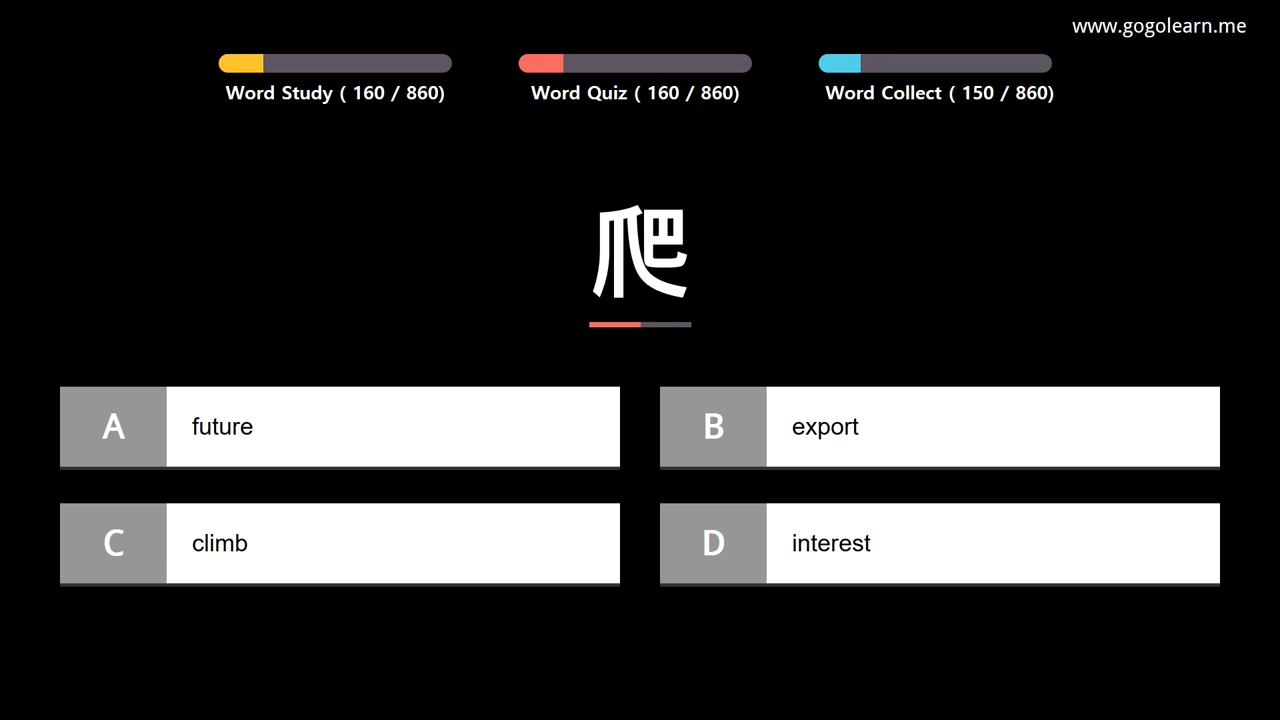 www.gogolearn.me
Word Study ( 160 / 860)
Word Quiz ( 160 / 860)
Word Collect ( 150 / 860)
爬
A future
B export
C climb
D interest